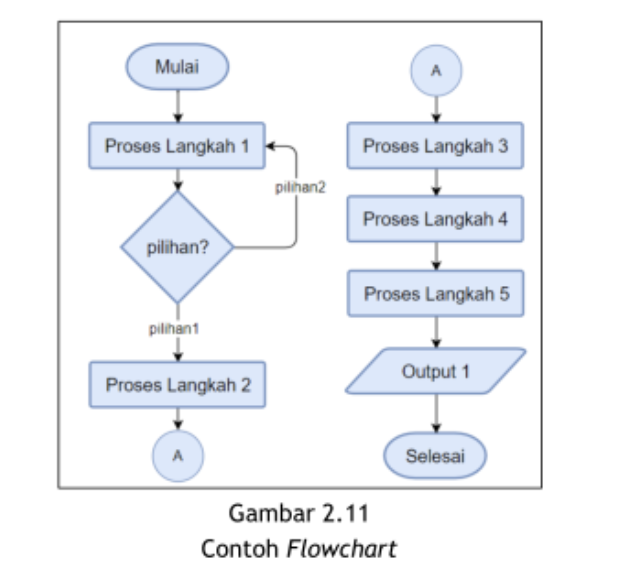 Mulai
Proses Langkah 1
pilihan2
pilihan?
pilihan1
Proses Langkah 2
A
A
Proses Langkah 3
Proses Langkah 4
Proses Langkah 5
Output 1
Selesai
Gambar 2.11
Contoh Flowchart